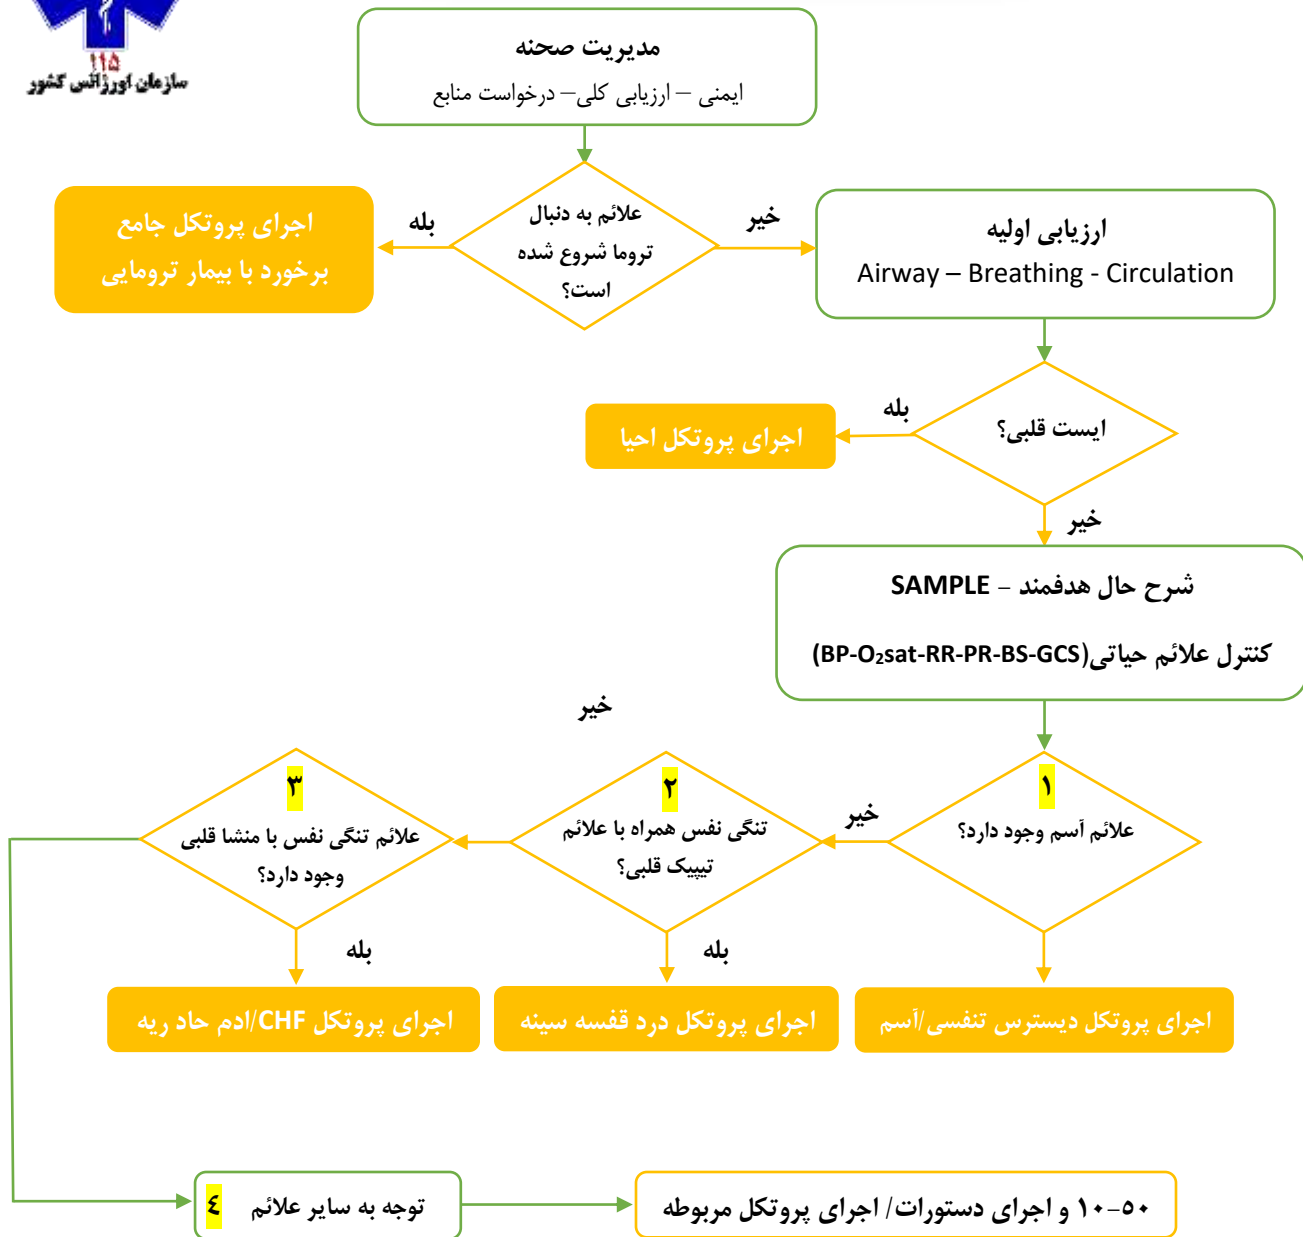 ۱۱۵
سازمان اورژانس کشور
مدیریت صحنه
ایمنی – ارزیابی کلی– درخواست منابع
علائم به دنبال
تروما شروع شده
است؟
بله
خیر
اجرای پروتکل جامع
برخورد با بیمار ترومایی
ارزیابی اولیه
Airway – Breathing - Circulation
ایست قلبی؟
بله
اجرای پروتکل احیا
خیر
شرح حال هدفمند – SAMPLE
کنترل علائم حیاتی(BP-O₂sat-RR-PR-BS-GCS)
۱
علائم آسم وجود دارد؟
خیر
۲
تنگی نفس همراه با علائم
تیپیک قلبی؟
خیر
۳
علائم تنگی نفس با منشا قلبی
وجود دارد؟
بله
بله
اجرای پروتکل دیسترس تنفسی/آسم
اجرای پروتکل درد قفسه سینه
اجرای پروتکل CHF/ادم حاد ریه
توجه به سایر علائم ٤
۵۰-۱۰ و اجرای دستورات/ اجرای پروتکل مربوطه